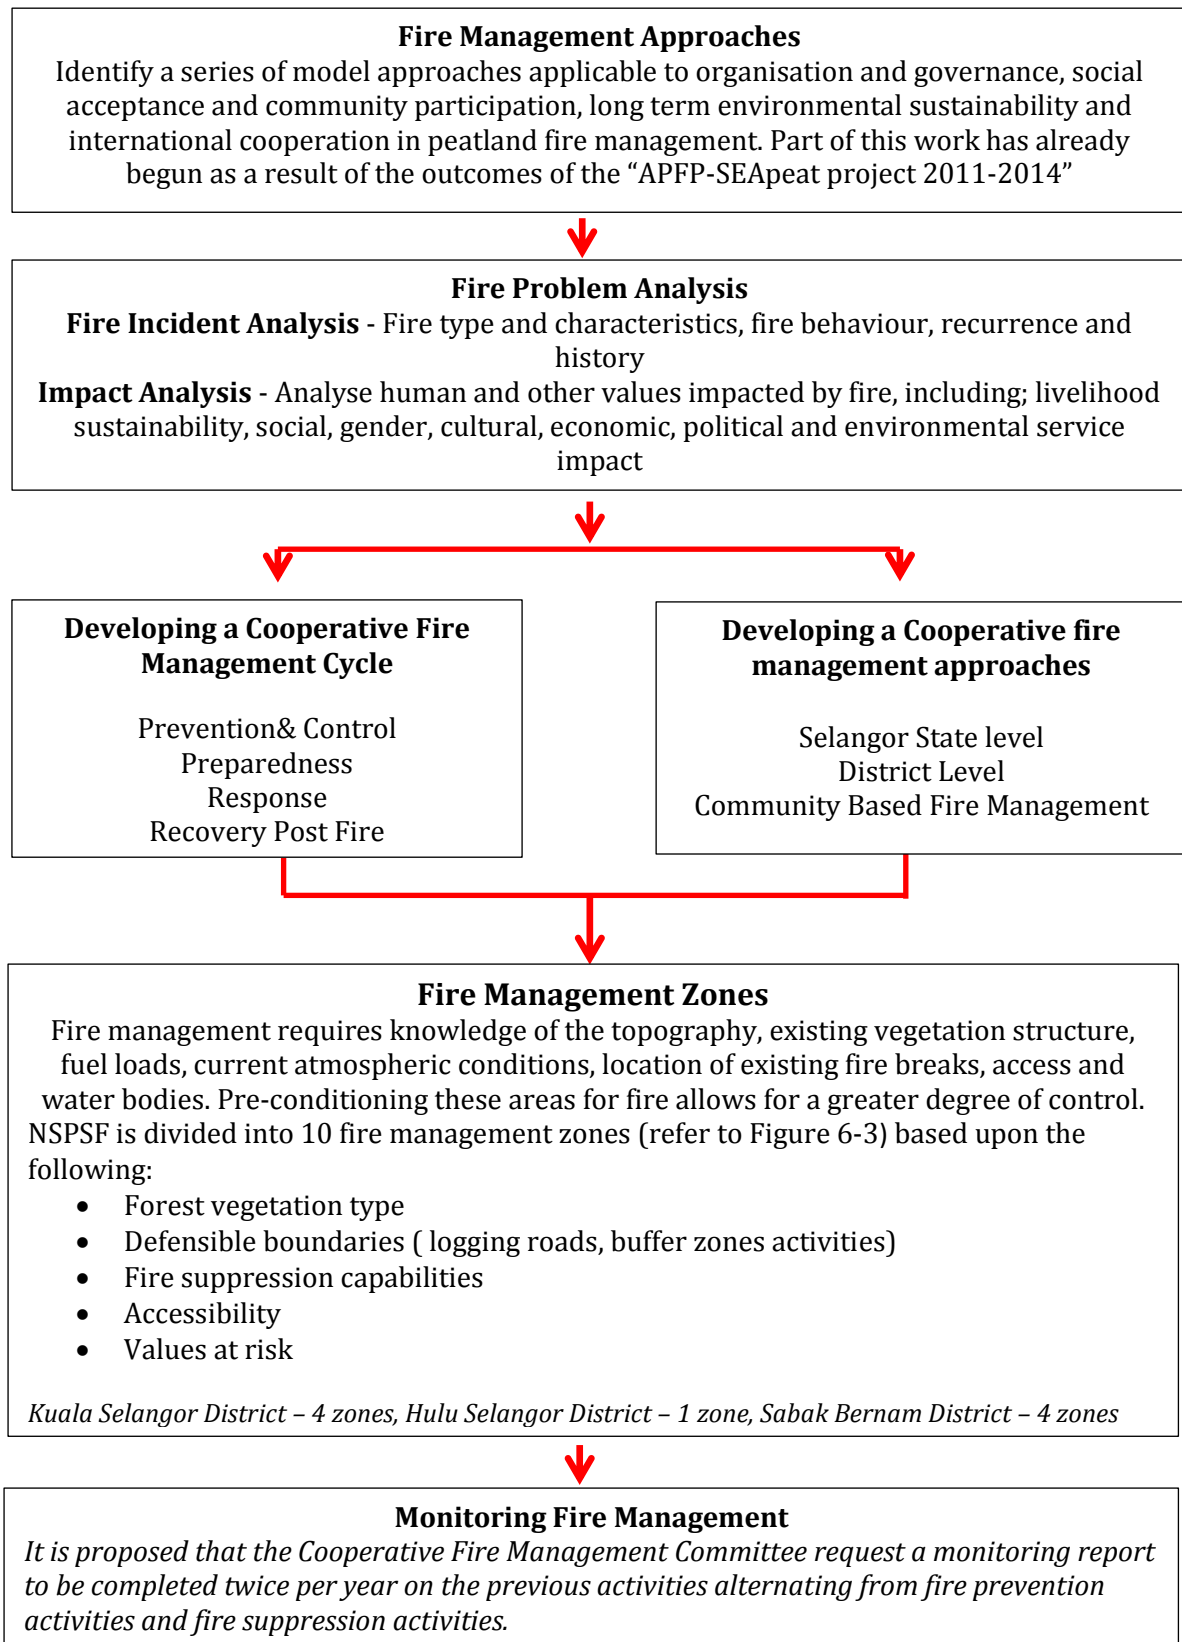 Fire Management Approaches
Identify a series of model approaches applicable to organisation and governance, social
acceptance and community participation, long term environmental sustainability and
international cooperation in peatland fire management. Part of this work has already
begun as a result of the outcomes of the “APFP-SEApeat project 2011-2014”
Fire Problem Analysis
Fire Incident Analysis - Fire type and characteristics, fire behaviour, recurrence and
history
Impact Analysis - Analyse human and other values impacted by fire, including; livelihood
sustainability, social, gender, cultural, economic, political and environmental service
impact
Developing a Cooperative Fire
Management Cycle
Prevention& Control
Preparedness
Response
Recovery Post Fire
Developing a Cooperative fire
management approaches
Selangor State level
District Level
Community Based Fire Management
Fire Management Zones
Fire management requires knowledge of the topography, existing vegetation structure,
fuel loads, current atmospheric conditions, location of existing fire breaks, access and
water bodies. Pre-conditioning these areas for fire allows for a greater degree of control.
NSPSF is divided into 10 fire management zones (refer to Figure 6-3) based upon the
following:
• Forest vegetation type
• Defensible boundaries ( logging roads, buffer zones activities)
• Fire suppression capabilities
• Accessibility
• Values at risk
Kuala Selangor District – 4 zones, Hulu Selangor District – 1 zone, Sabak Bernam District – 4 zones
Monitoring Fire Management
It is proposed that the Cooperative Fire Management Committee request a monitoring report
to be completed twice per year on the previous activities alternating from fire prevention
activities and fire suppression activities.